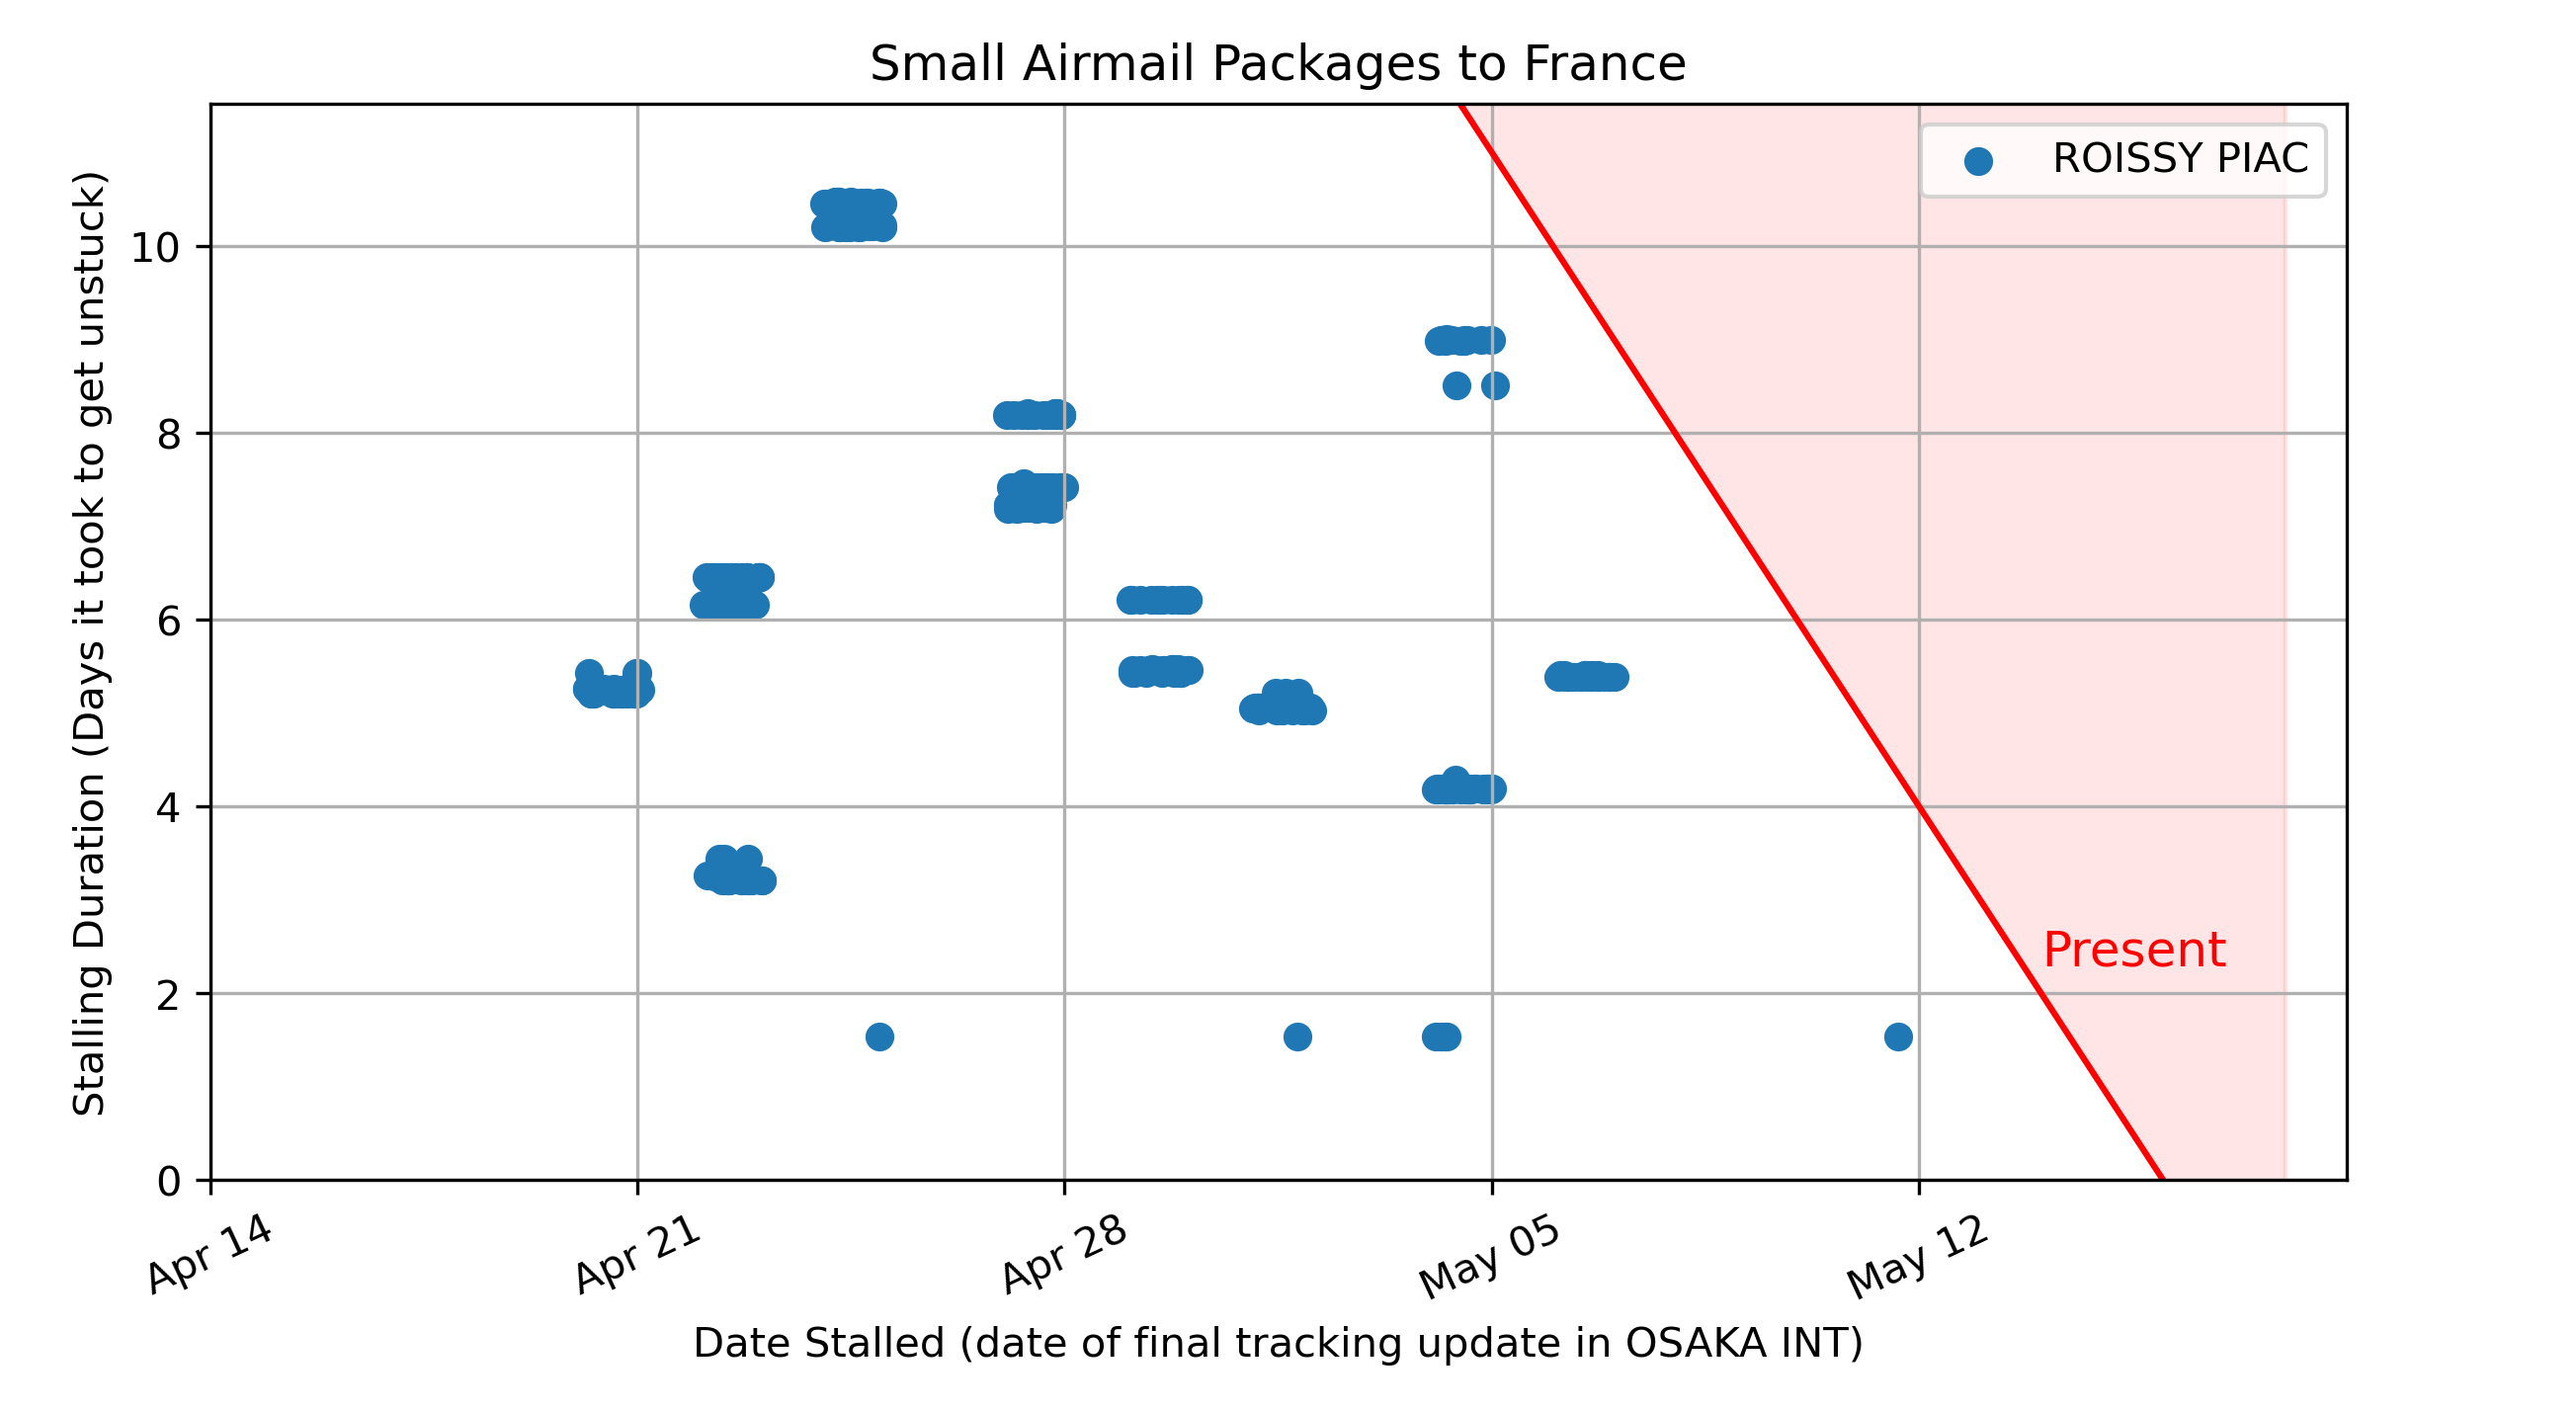 Small Airmail Packages to France
ROISSY PIAC
Stalling Duration (Days it took to get unstuck)
10
8
6
4
2
0
Present
Apr 14
Apr 21
Apr 28
May 05
May 12
Date Stalled (date of final tracking update in OSAKA INT)